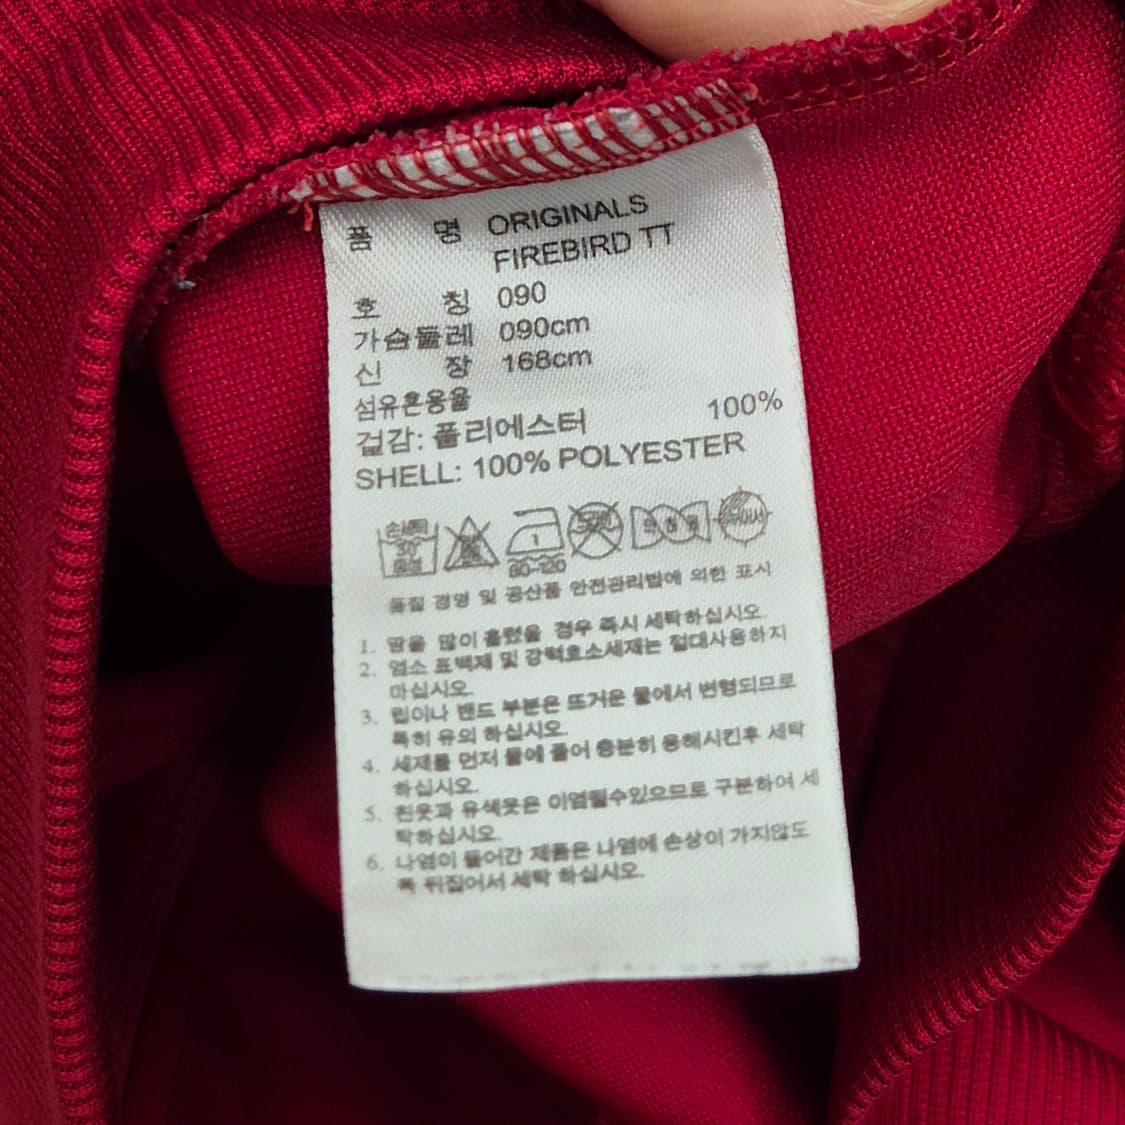 품 명 ORIGINALS
FIREBIRD TT
호 칭 090
가슴둘레 090cm
신 장 168cm
섬유혼용율
겉감: 폴리에스터 100%
SHELL: 100% POLYESTER
손세탁 30° 중성 1 80-120
품질 경영 및 공산품 안전관리법에 의한 표시
1. 땀을 많이 흘렸을 경우 즉시 세탁하십시오.
2. 염소 표백제 및 강력효소세제는 절대사용하지
마십시오.
3. 립이나 밴드 부분은 뜨거운 물에서 변형되므로
특히 유의 하십시오.
4. 세제를 먼저 물에 풀어 충분히 용해시킨후 세탁
하십시오.
5. 흰옷과 유색옷은 이염될수있으므로 구분하여 세
탁하십시오.
6. 나염이 들어간 제품은 나염에 손상이 가지않도
록 뒤집어서 세탁 하십시오.